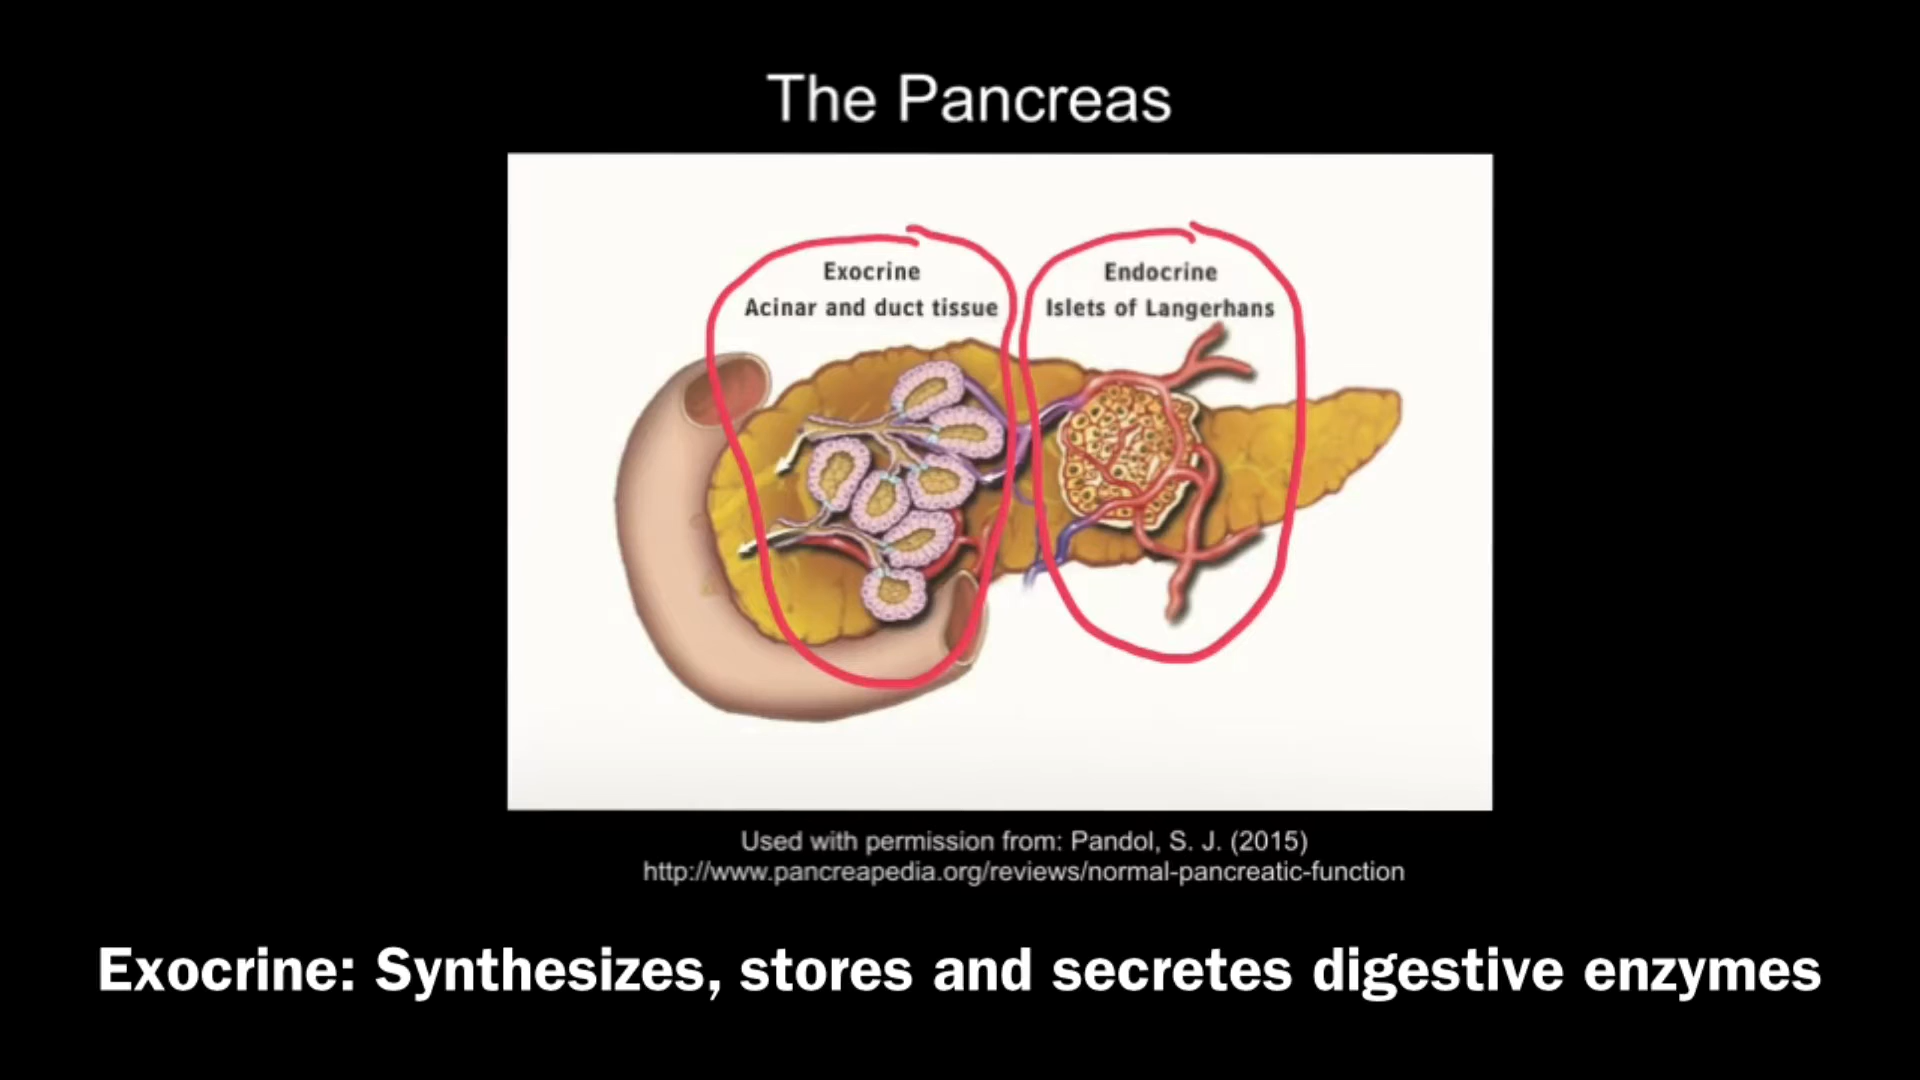 The Pancreas
Exocrine
Acinar and duct tissue
Endocrine
Islets of Langerhans
Used with permission from: Pandol, S. J. (2015)
http://www.pancreapedia.org/reviews/normal-pancreatic-function
Exocrine: Synthesizes, stores and secretes digestive enzymes